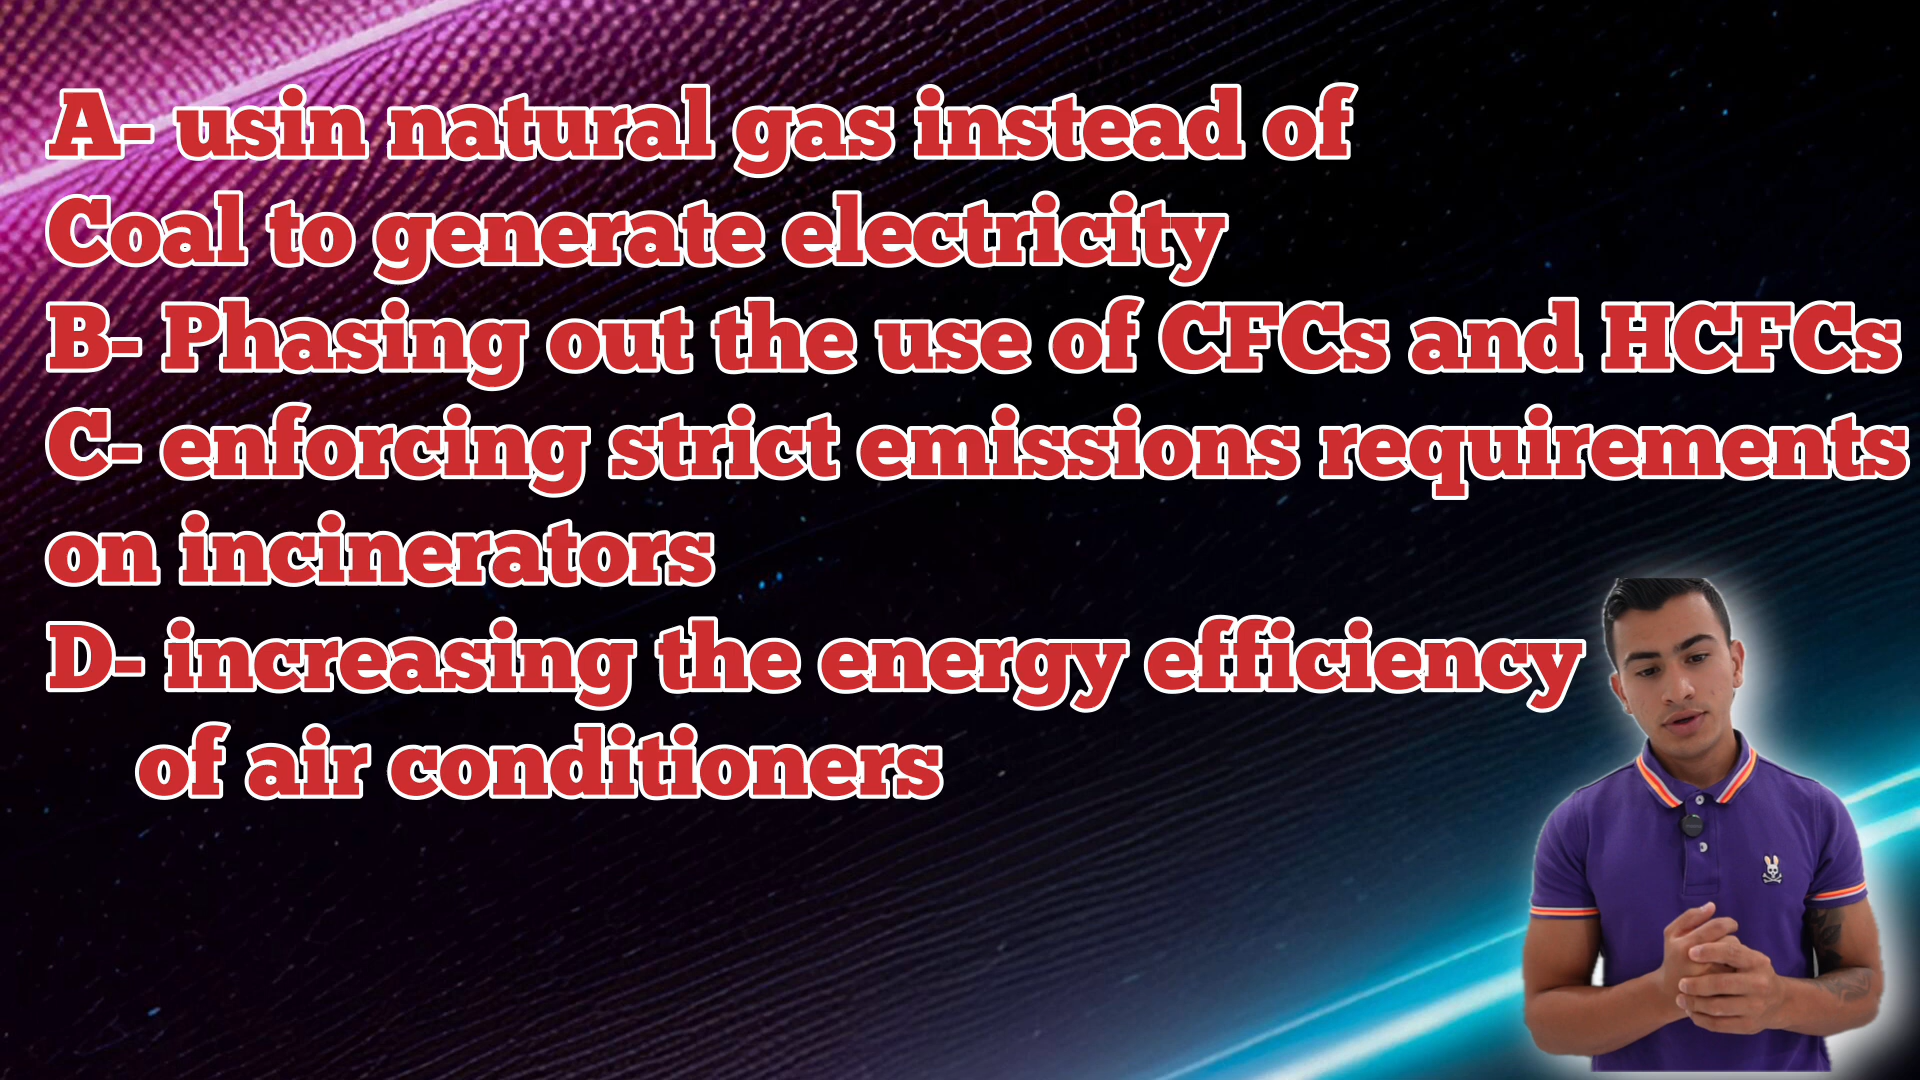 A- usin natural gas instead of
Coal to generate electricity
B- Phasing out the use of CFCs and HCFCs
C- enforcing strict emissions requirements
on incinerators
D- increasing the energy efficiency
of air conditioners